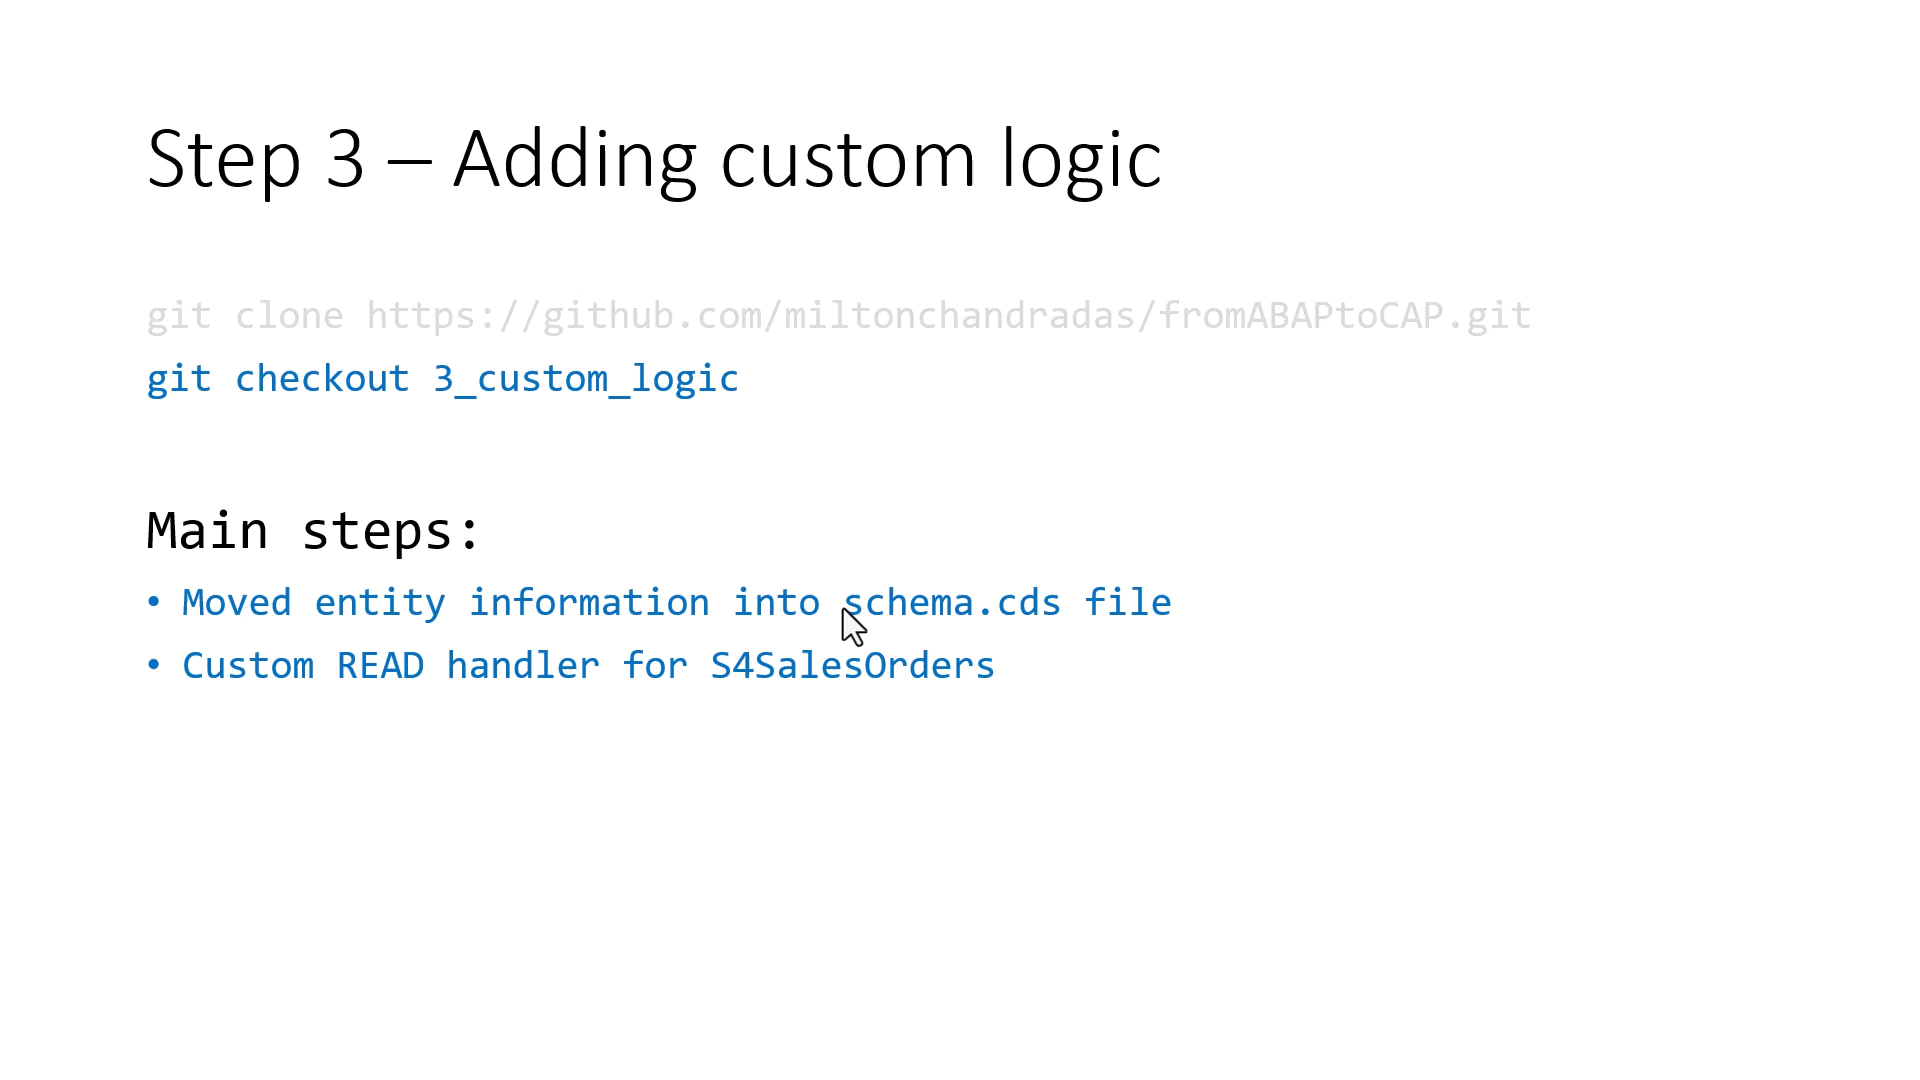 Step 3 – Adding custom logic
git clone https://github.com/miltonchandradas/fromABAPtoCAP.git
git checkout 3_custom_logic
Main steps:
• Moved entity information into schema.cds file
• Custom READ handler for S4SalesOrders